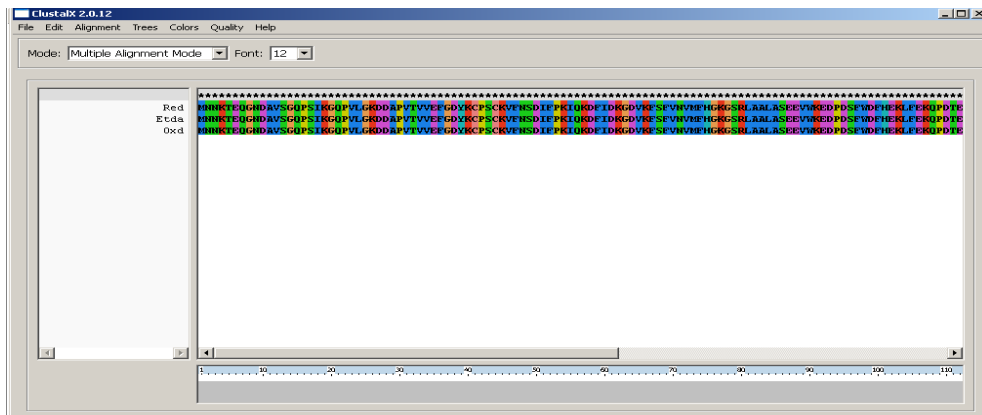 ClustalX 2.0.12
File Edit Alignment Trees Colors Quality Help
Mode: Multiple Alignment Mode Font: 12
****************************************************************************************************************
Red MNNKTEQGNDAVSGQPSIKGQPVLGKDDAPVTVVEFGDYKCPSCKVFNSDIFPKIQKDFIDKGDVKFSFVNVMFHGKGSRLAALASEEVWKEDPDSFWDFHEKLFEKQPDTE
Etda MNNKTEQGNDAVSGQPSIKGQPVLGKDDAPVTVVEFGDYKCPSCKVFNSDIFPKIQKDFIDKGDVKFSFVNVMFHGKGSRLAALASEEVWKEDPDSFWDFHEKLFEKQPDTE
Oxd MNNKTEQGNDAVSGQPSIKGQPVLGKDDAPVTVVEFGDYKCPSCKVFNSDIFPKIQKDFIDKGDVKFSFVNVMFHGKGSRLAALASEEVWKEDPDSFWDFHEKLFEKQPDTE
1 10 20 30 40 50 60 70 80 90 100 110